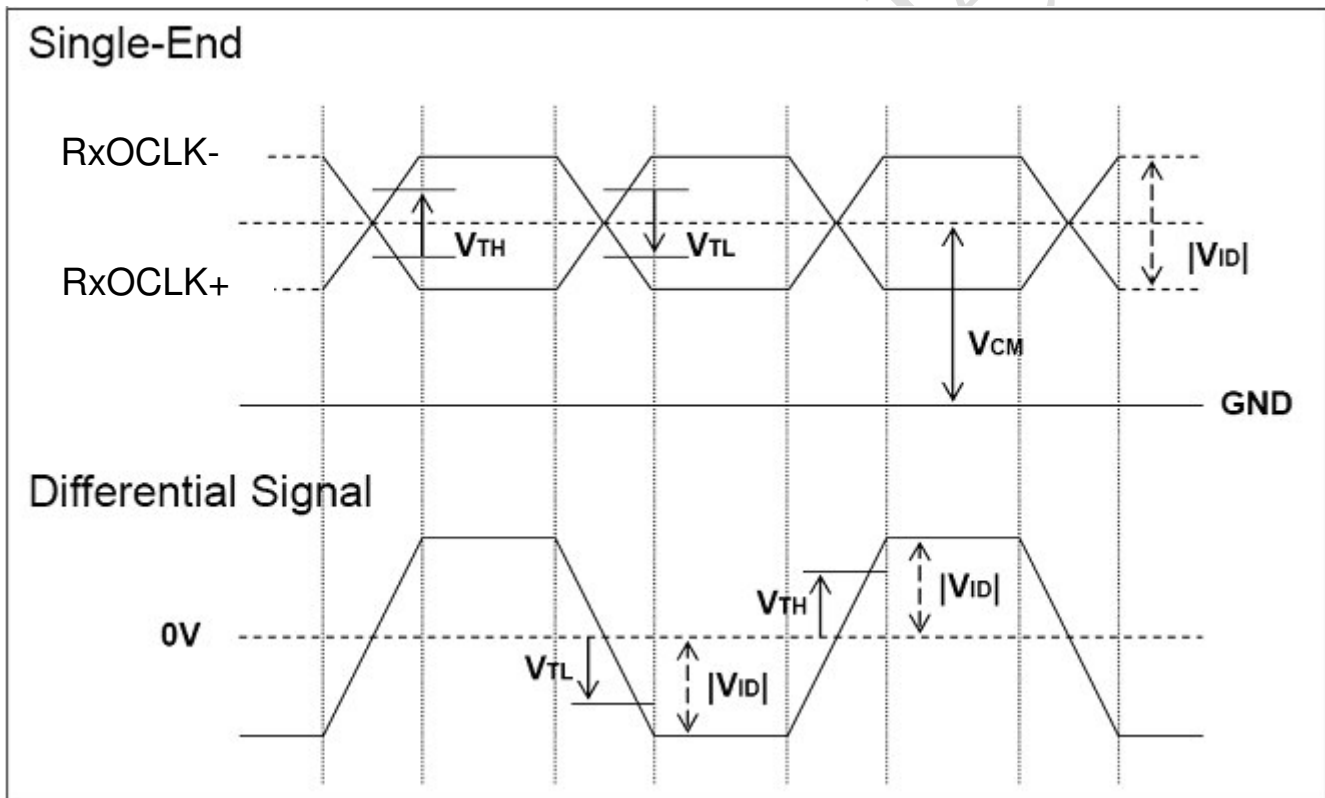 Single-End
RxOCLK-
VTH
VTL
|VID|
RxOCLK+
VCM
GND
Differential Signal
VTH
|VID|
0V
VTL
|VID|